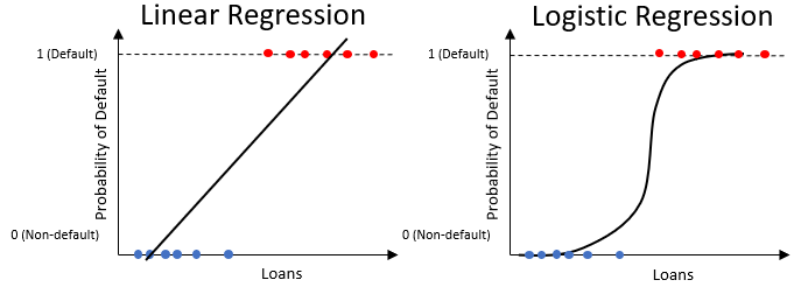 Linear Regression
1 (Default)
Probability of Default
0 (Non-default)
Loans
Logistic Regression
1 (Default)
Probability of Default
0 (Non-default)
Loans